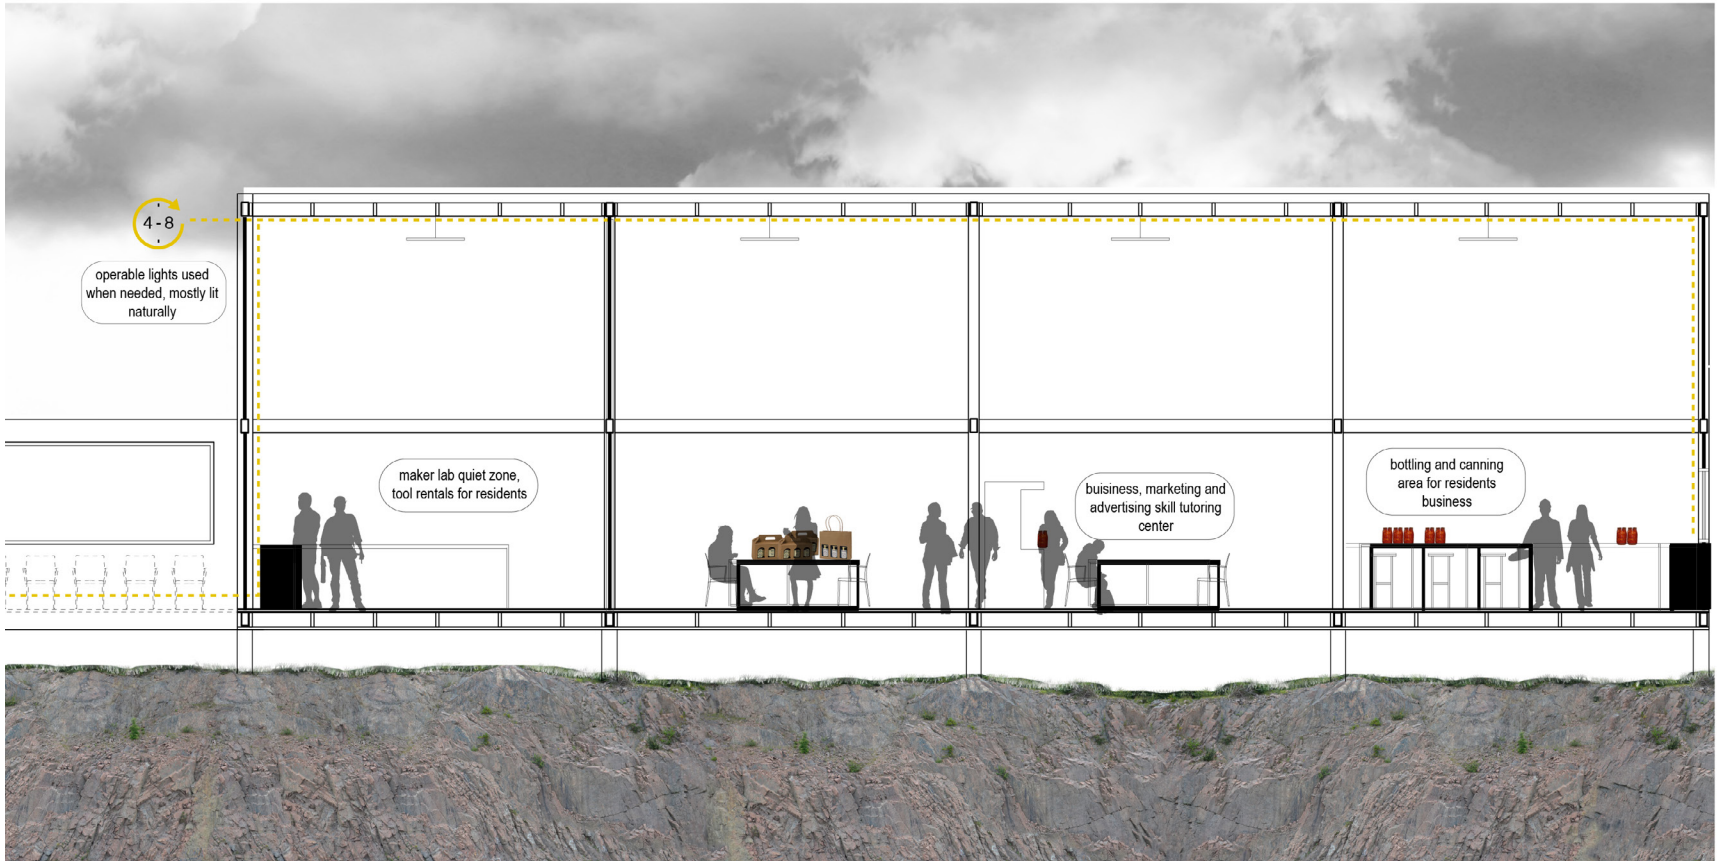 4 - 8
operable lights used
when needed, mostly lit
naturally
maker lab quiet zone,
tool rentals for residents
buisiness, marketing and
advertising skill tutoring
center
bottling and canning
area for residents
business